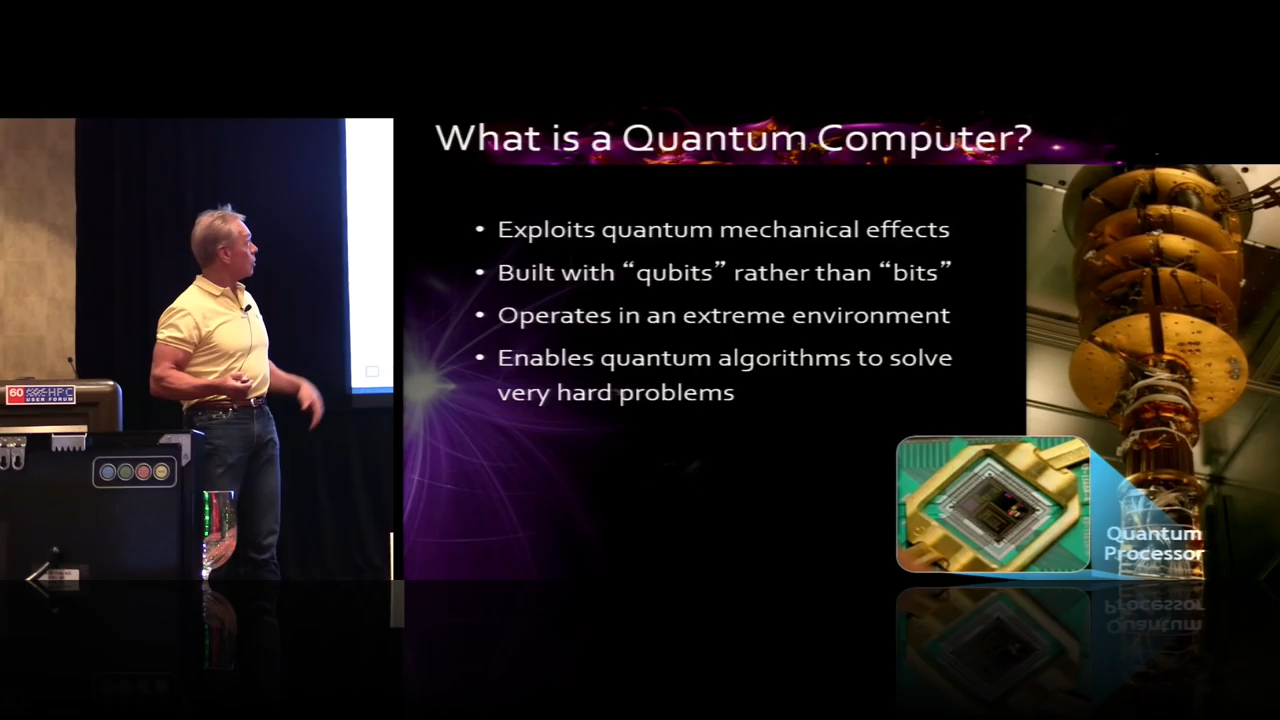 What is a Quantum Computer?
• Exploits quantum mechanical effects
• Built with “qubits” rather than “bits”
• Operates in an extreme environment
• Enables quantum algorithms to solve
very hard problems
Quantum
Processor
60
HPC
USER FORUM